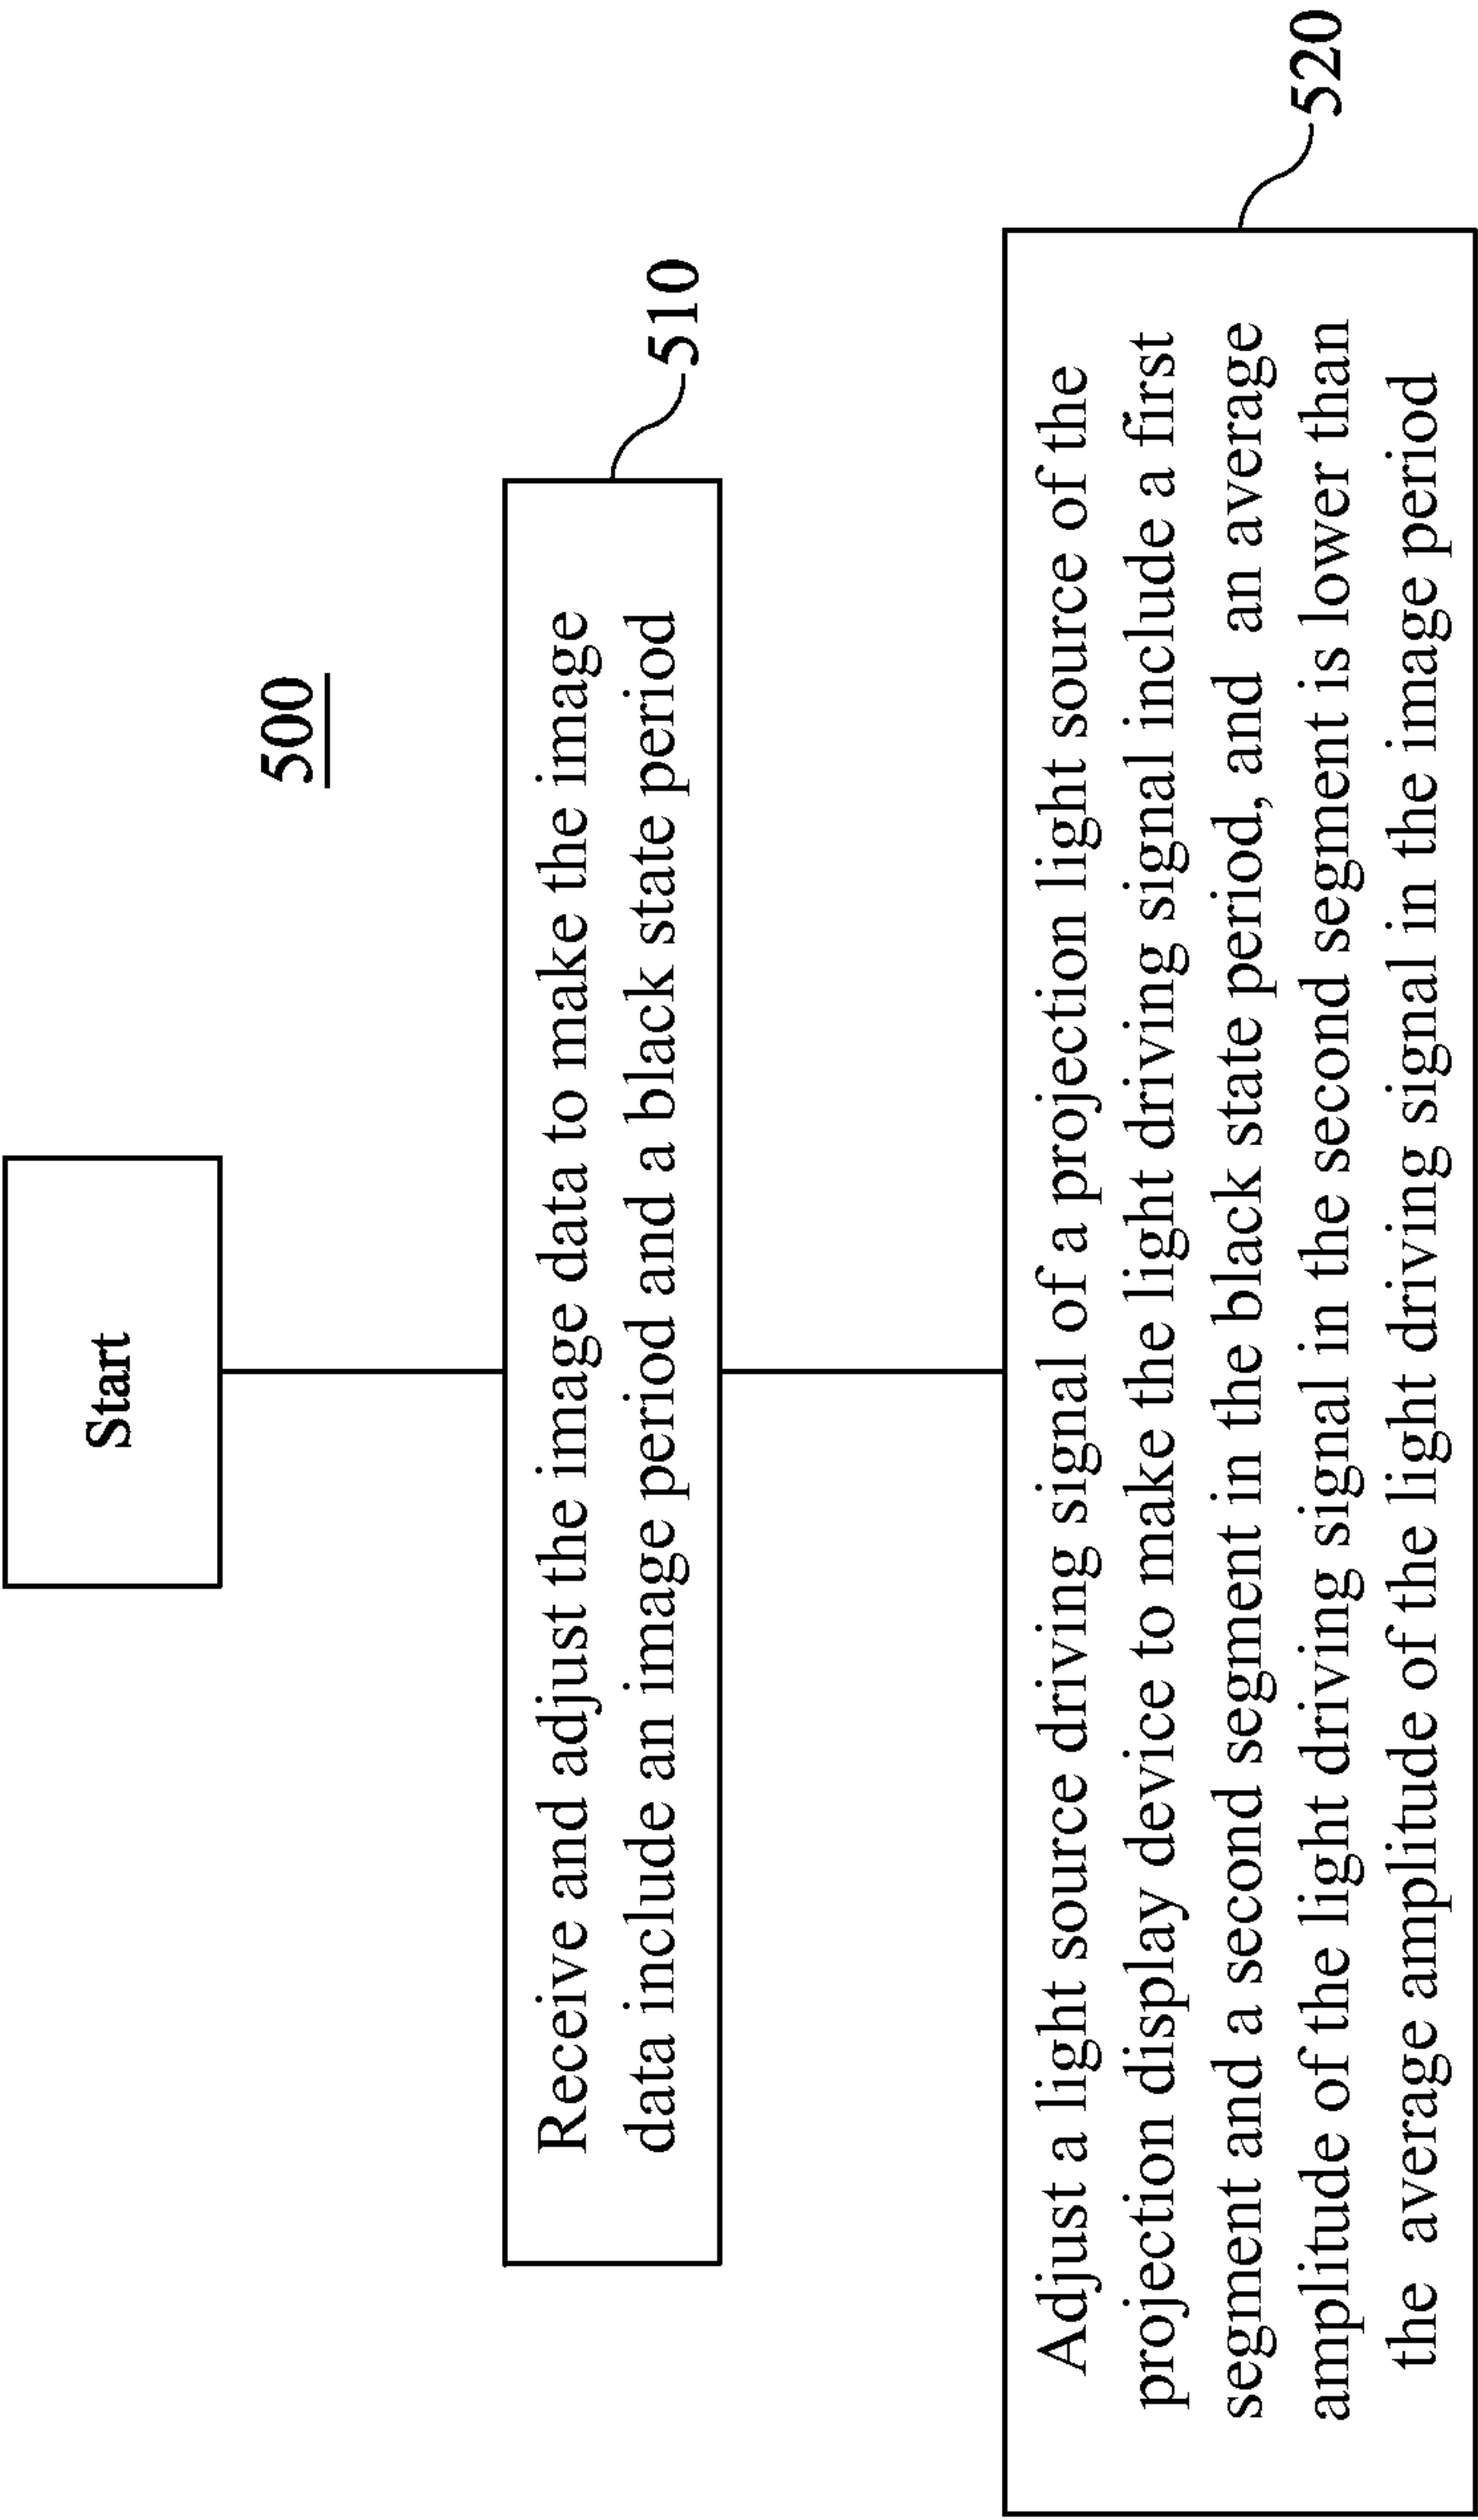 500
Start
Receive and adjust the image data to make the image
data include an image period and a black state period
510
Adjust a light source driving signal of a projection light source of the
projection display device to make the light driving signal include a first
segment and a second segment in the black state period, and an average
amplitude of the light driving signal in the second segment is lower than
the average amplitude of the light driving signal in the image period
520